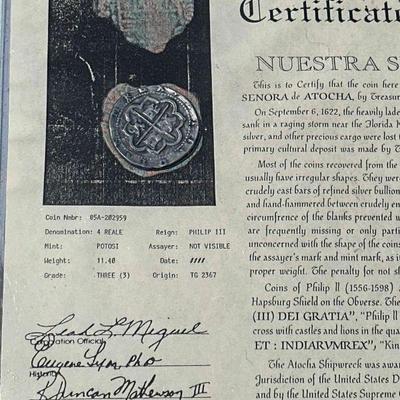 Certificat
NUESTRA S
This is to Certify that the coin here
SENORA de ATOCHA, by Treasur
On September 6, 1622, the heavily lade
sank in a raging storm near the Florida
silver, and other precious cargo were lost
primary cultural deposit was made by T
Most of the coins recovered from the
usually have irregular shapes. They were
crudely cast bars of refined silver bullion
and hand-hammered between crudely en
circumfrence of the blanks prevented
are frequently missing or only parti
unconcerned with the shape of the coins
the assayer's mark and mint mark, as i
proper weight. The penalty for not sh
Coins of Philip II (1556-1598)
Hapsburg Shield on the Obverse. The
(III) DEI GRATIA", "Philip II
cross with castles and lions in the qua
ET : INDIARVMREX", "Kin
The Atocha Shipwreck was awar
Jurisdiction of the United States D
and by the United States Supreme
Coin Nmbr: 85A-202959
Denomination: 4 REALE Reign: PHILIP III
Mint: POTOSI Assayer: NOT VISIBLE
Weight: 11.40 Date: ////
Grade: THREE (3) Origin: TG 2367
Leah L. Miguel
Corporation Official
Eugene Lyon PhD
Historian
R Duncan Mathewson III